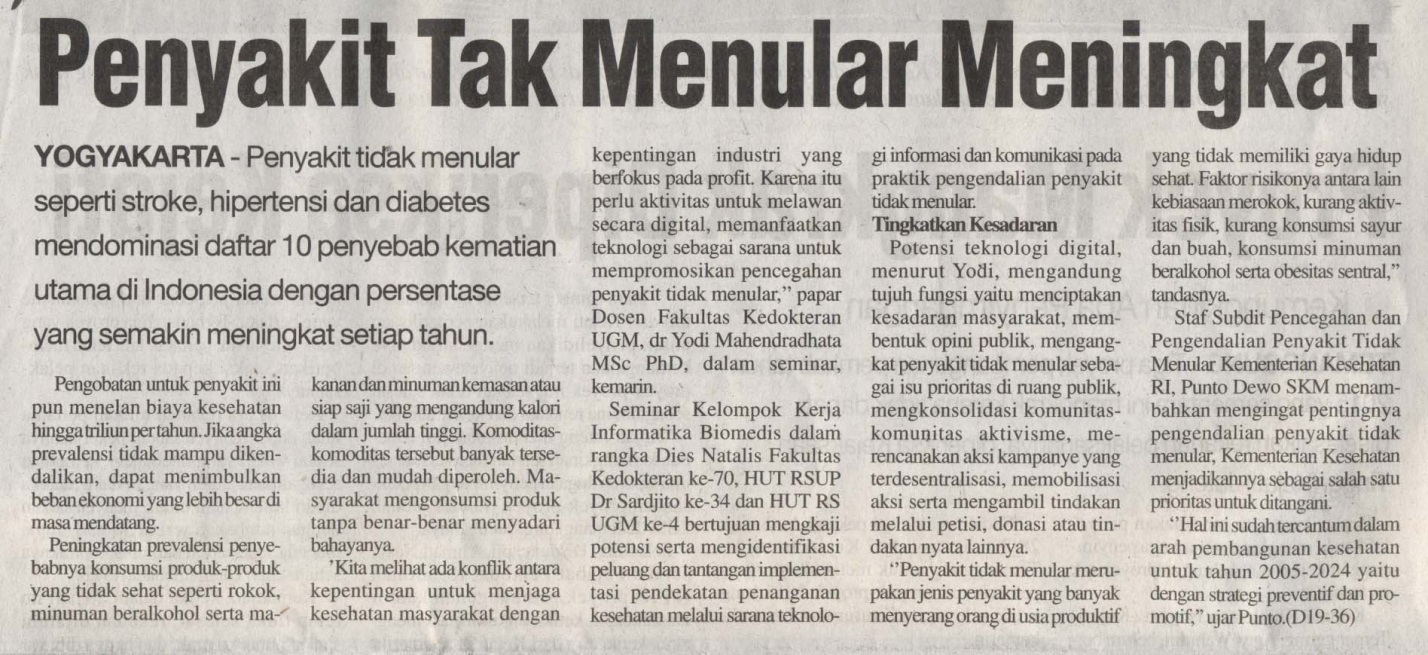 Penyakit Tak Menular Meningkat
YOGYAKARTA - Penyakit tidak menular
seperti stroke, hipertensi dan diabetes
mendominasi daftar 10 penyebab kematian
utama di Indonesia dengan persentase
yang semakin meningkat setiap tahun.
Pengobatan untuk penyakit ini
pun menelan biaya kesehatan
hingga triliun per tahun. Jika angka
prevalensi tidak mampu diken-
dalikan, dapat menimbulkan
beban ekonomi yang lebih besar di
masa mendatang.
Peningkatan prevalensi penye-
babnya konsumsi produk-produk
yang tidak sehat seperti rokok,
minuman beralkohol serta ma-
kanan dan minuman kemasan atau
siap saji yang mengandung kalori
dalam jumlah tinggi. Komoditas-
komoditas tersebut banyak terse-
dia dan mudah diperoleh. Ma-
syarakat mengonsumsi produk
tanpa benar-benar menyadari
bahayanya.
'Kita melihat ada konflik antara
kepentingan untuk menjaga
kesehatan masyarakat dengan
kepentingan industri yang
berfokus pada profit. Karena itu
perlu aktivitas untuk melawan
secara digital, memanfaatkan
teknologi sebagai sarana untuk
mempromosikan pencegahan
penyakit tidak menular,'' papar
Dosen Fakultas Kedokteran
UGM, dr Yodi Mahendradhata
MSc PhD, dalam seminar,
kemarin.
Seminar Kelompok Kerja
Informatika Biomedis dalam
rangka Dies Natalis Fakultas
Kedokteran ke-70, HUT RSUP
Dr Sardjito ke-34 dan HUT RS
UGM ke-4 bertujuan mengkaji
potensi serta mengidentifikasi
peluang dan tantangan implemen-
tasi pendekatan penanganan
kesehatan melalui sarana teknolo-
gi informasi dan komunikasi pada
praktik pengendalian penyakit
tidak menular.
Tingkatkan Kesadaran
Potensi teknologi digital,
menurut Yodi, mengandung
tujuh fungsi yaitu menciptakan
kesadaran masyarakat, mem-
bentuk opini publik, mengang-
kat penyakit tidak menular seba-
gai isu prioritas di ruang publik,
mengkonsolidasi komunitas-
komunitas aktivisme, me-
rencanakan aksi kampanye yang
terdesentralisasi, memobilisasi
aksi serta mengambil tindakan
melalui petisi, donasi atau tin-
dakan nyata lainnya.
''Penyakit tidak menular meru-
pakan jenis penyakit yang banyak
menyerang orang di usia produktif
yang tidak memiliki gaya hidup
sehat. Faktor risikonya antara lain
kebiasaan merokok, kurang aktiv-
itas fisik, kurang konsumsi sayur
dan buah, konsumsi minuman
beralkohol serta obesitas sentral,''
tandasnya.
Staf Subdit Pencegahan dan
Pengendalian Penyakit Tidak
Menular Kementerian Kesehatan
RI, Punto Dewo SKM menam-
bahkan mengingat pentingnya
pengendalian penyakit tidak
menular, Kementerian Kesehatan
menjadikannya sebagai salah satu
prioritas untuk ditangani.
''Hal ini sudah tercantum dalam
arah pembangunan kesehatan
untuk tahun 2005-2024 yaitu
dengan strategi preventif dan pro-
motif,'' ujar Punto.(D19-36)